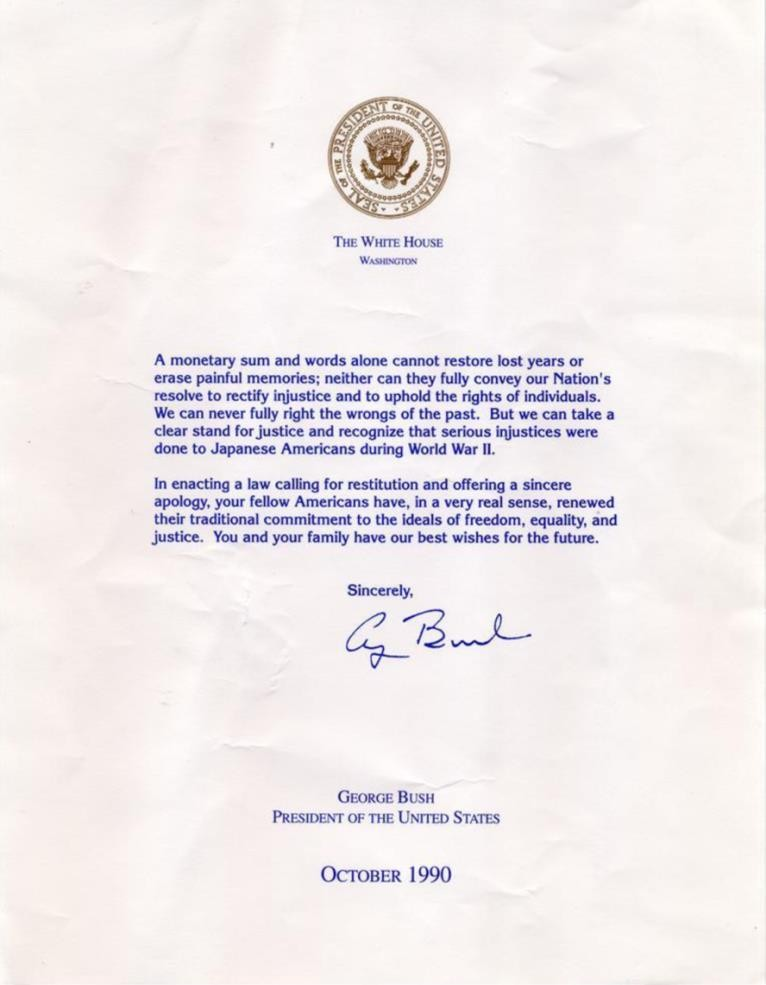 SEAL OF THE PRESIDENT OF THE UNITED STATES
THE WHITE HOUSE
WASHINGTON
A monetary sum and words alone cannot restore lost years or
erase painful memories; neither can they fully convey our Nation's
resolve to rectify injustice and to uphold the rights of individuals.
We can never fully right the wrongs of the past. But we can take a
clear stand for justice and recognize that serious injustices were
done to Japanese Americans during World War II.
In enacting a law calling for restitution and offering a sincere
apology, your fellow Americans have, in a very real sense, renewed
their traditional commitment to the ideals of freedom, equality, and
justice. You and your family have our best wishes for the future.
Sincerely,
G Bush
GEORGE BUSH
PRESIDENT OF THE UNITED STATES
OCTOBER 1990